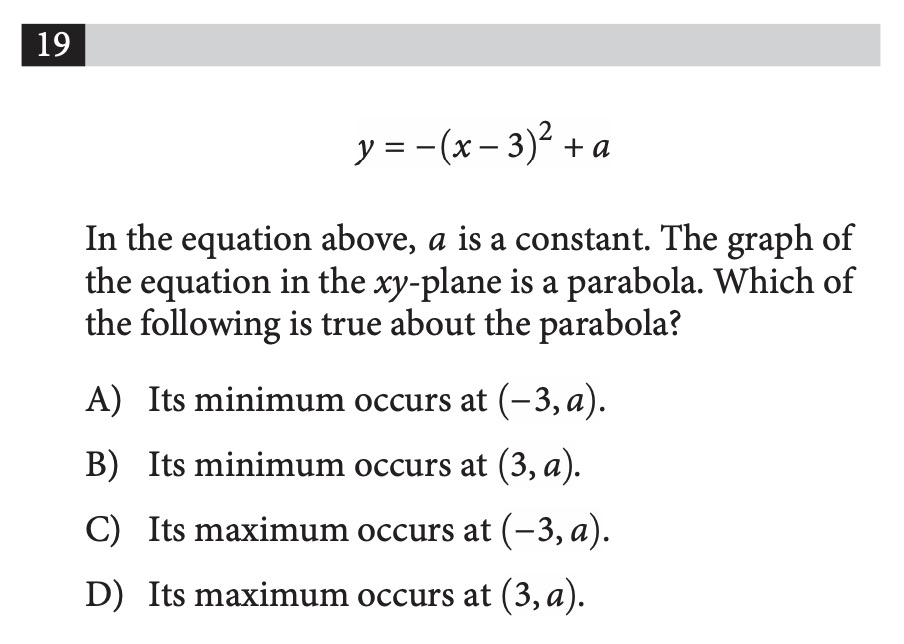 19
y = −(x − 3)² + a
In the equation above, a is a constant. The graph of
the equation in the xy-plane is a parabola. Which of
the following is true about the parabola?
A) Its minimum occurs at (−3, a).
B) Its minimum occurs at (3, a).
C) Its maximum occurs at (−3, a).
D) Its maximum occurs at (3, a).